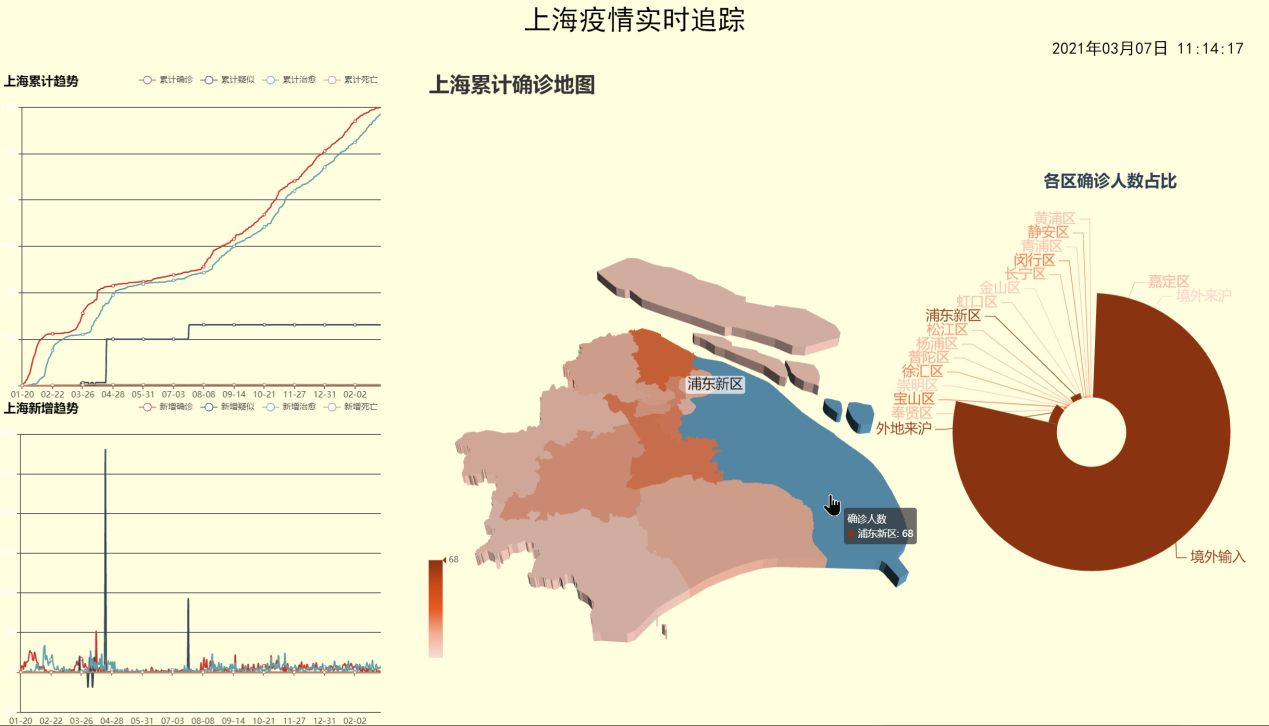 上海疫情实时追踪
2021年03月07日 11:14:17
上海累计趋势
累计确诊 累计疑似 累计治愈 累计死亡
01-20 02-22 03-26 04-28 05-31 07-03 08-08 09-14 10-21 11-27 12-31 02-02
上海新增趋势
新增确诊 新增疑似 新增治愈 新增死亡
01-20 02-22 03-26 04-28 05-31 07-03 08-08 09-14 10-21 11-27 12-31 02-02
上海累计确诊地图
浦东新区
确诊人数
浦东新区: 68
68
各区确诊人数占比
黄浦区
静安区
青浦区
闵行区
长宁区
金山区
虹口区
浦东新区
松江区
杨浦区
普陀区
徐汇区
崇明区
宝山区
奉贤区
外地来沪
嘉定区
境外来沪
境外输入